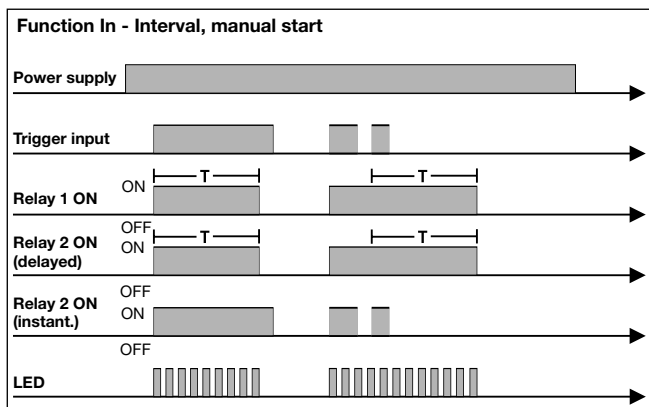 Function In - Interval, manual start
Power supply
Trigger input
T
T
ON
Relay 1 ON
OFF
T
T
Relay 2 ON
(delayed)
ON
OFF
Relay 2 ON
(instant.)
ON
OFF
LED